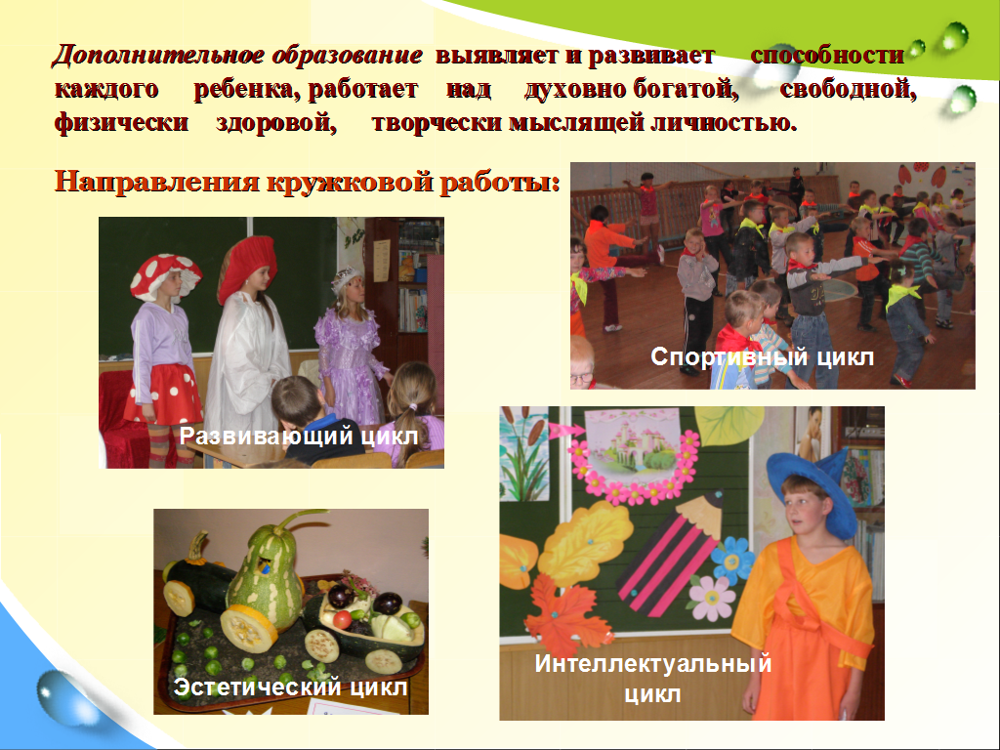 Дополнительное образование выявляет и развивает способности
каждого ребенка, работает над духовно богатой, свободной,
физически здоровой, творчески мыслящей личностью.
Направления кружковой работы:
Развивающий цикл
Спортивный цикл
Эстетический цикл
Интеллектуальный
цикл